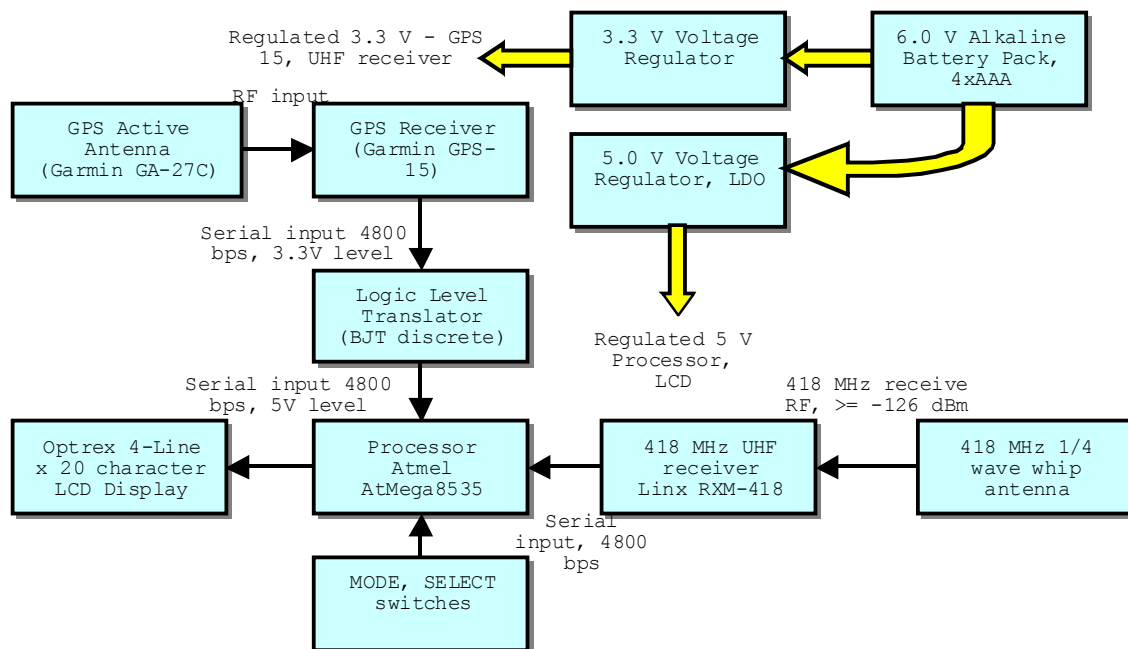 Regulated 3.3 V - GPS
15, UHF receiver
3.3 V Voltage
Regulator
6.0 V Alkaline
Battery Pack,
4xAAA
RF input
GPS Active
Antenna
(Garmin GA-27C)
GPS Receiver
(Garmin GPS-
15)
5.0 V Voltage
Regulator, LDO
Serial input 4800
bps, 3.3V level
Logic Level
Translator
(BJT discrete)
Regulated 5 V
Processor,
LCD
Serial input 4800
bps, 5V level
418 MHz receive
RF, >= -126 dBm
Optrex 4-Line
x 20 character
LCD Display
Processor
Atmel
AtMega8535
418 MHz UHF
receiver
Linx RXM-418
418 MHz 1/4
wave whip
antenna
Serial
input, 4800
bps
MODE, SELECT
switches